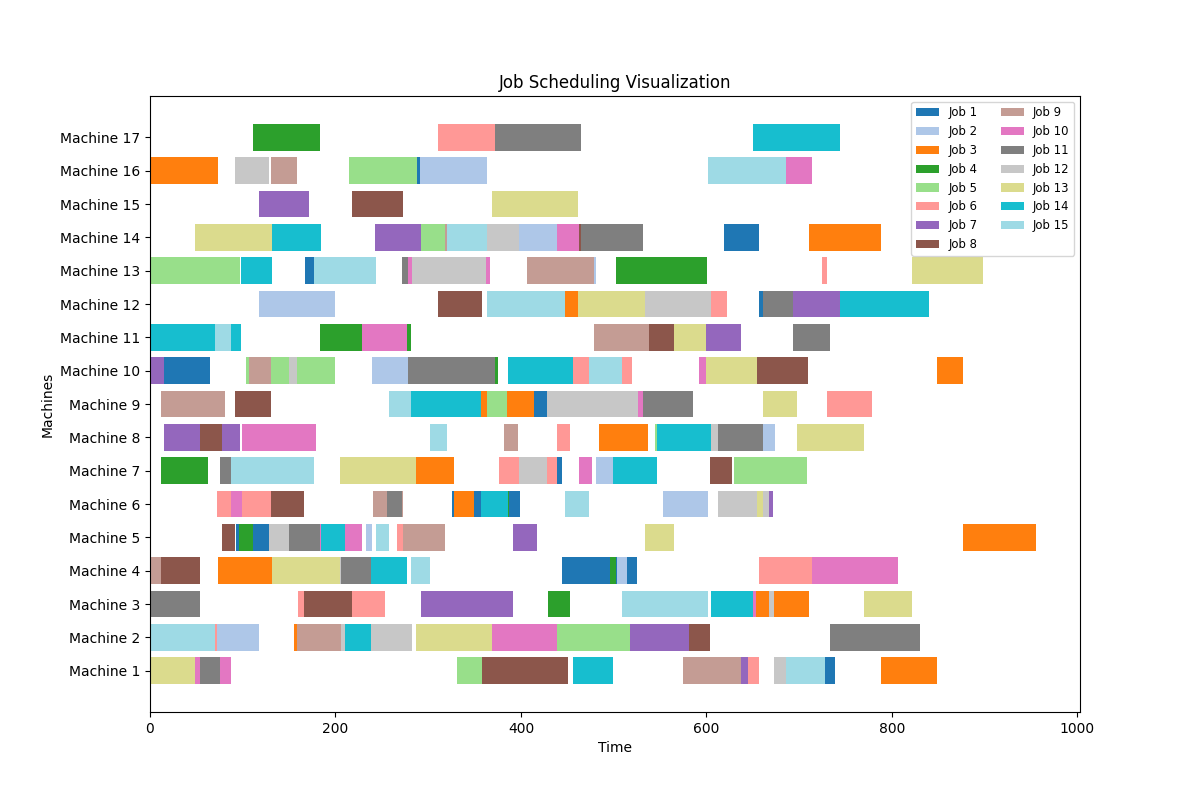 Job Scheduling Visualization
Machine 17
Machine 16
Machine 15
Machine 14
Machine 13
Machine 12
Machine 11
Machine 10
Machine 9
Machine 8
Machine 7
Machine 6
Machine 5
Machine 4
Machine 3
Machine 2
Machine 1
Machines
0 200 400 600 800 1000
Time
Job 1
Job 2
Job 3
Job 4
Job 5
Job 6
Job 7
Job 8
Job 9
Job 10
Job 11
Job 12
Job 13
Job 14
Job 15